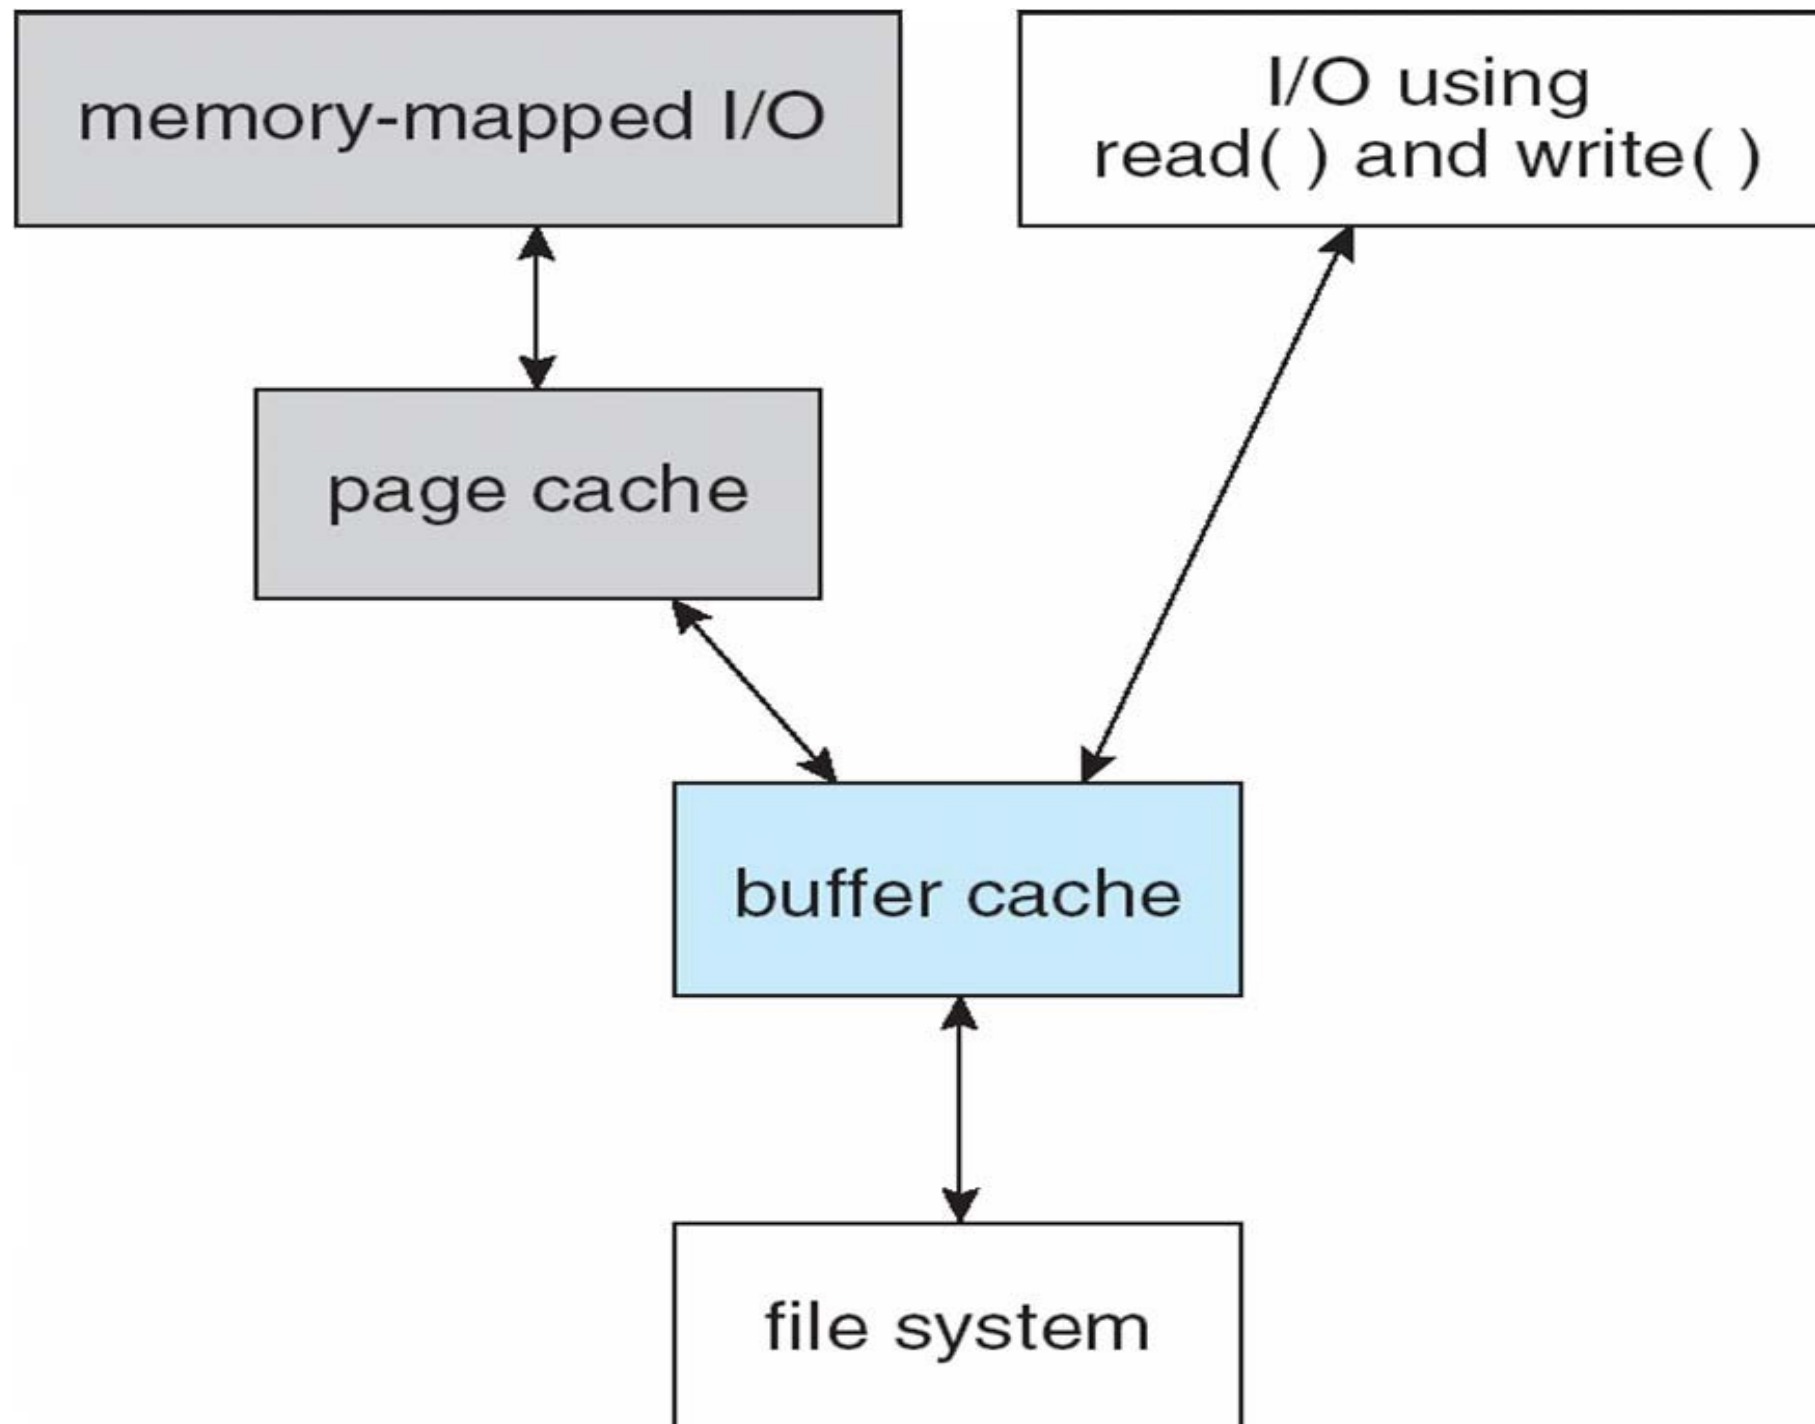 memory-mapped I/O
I/O using
read( ) and write( )
page cache
buffer cache
file system